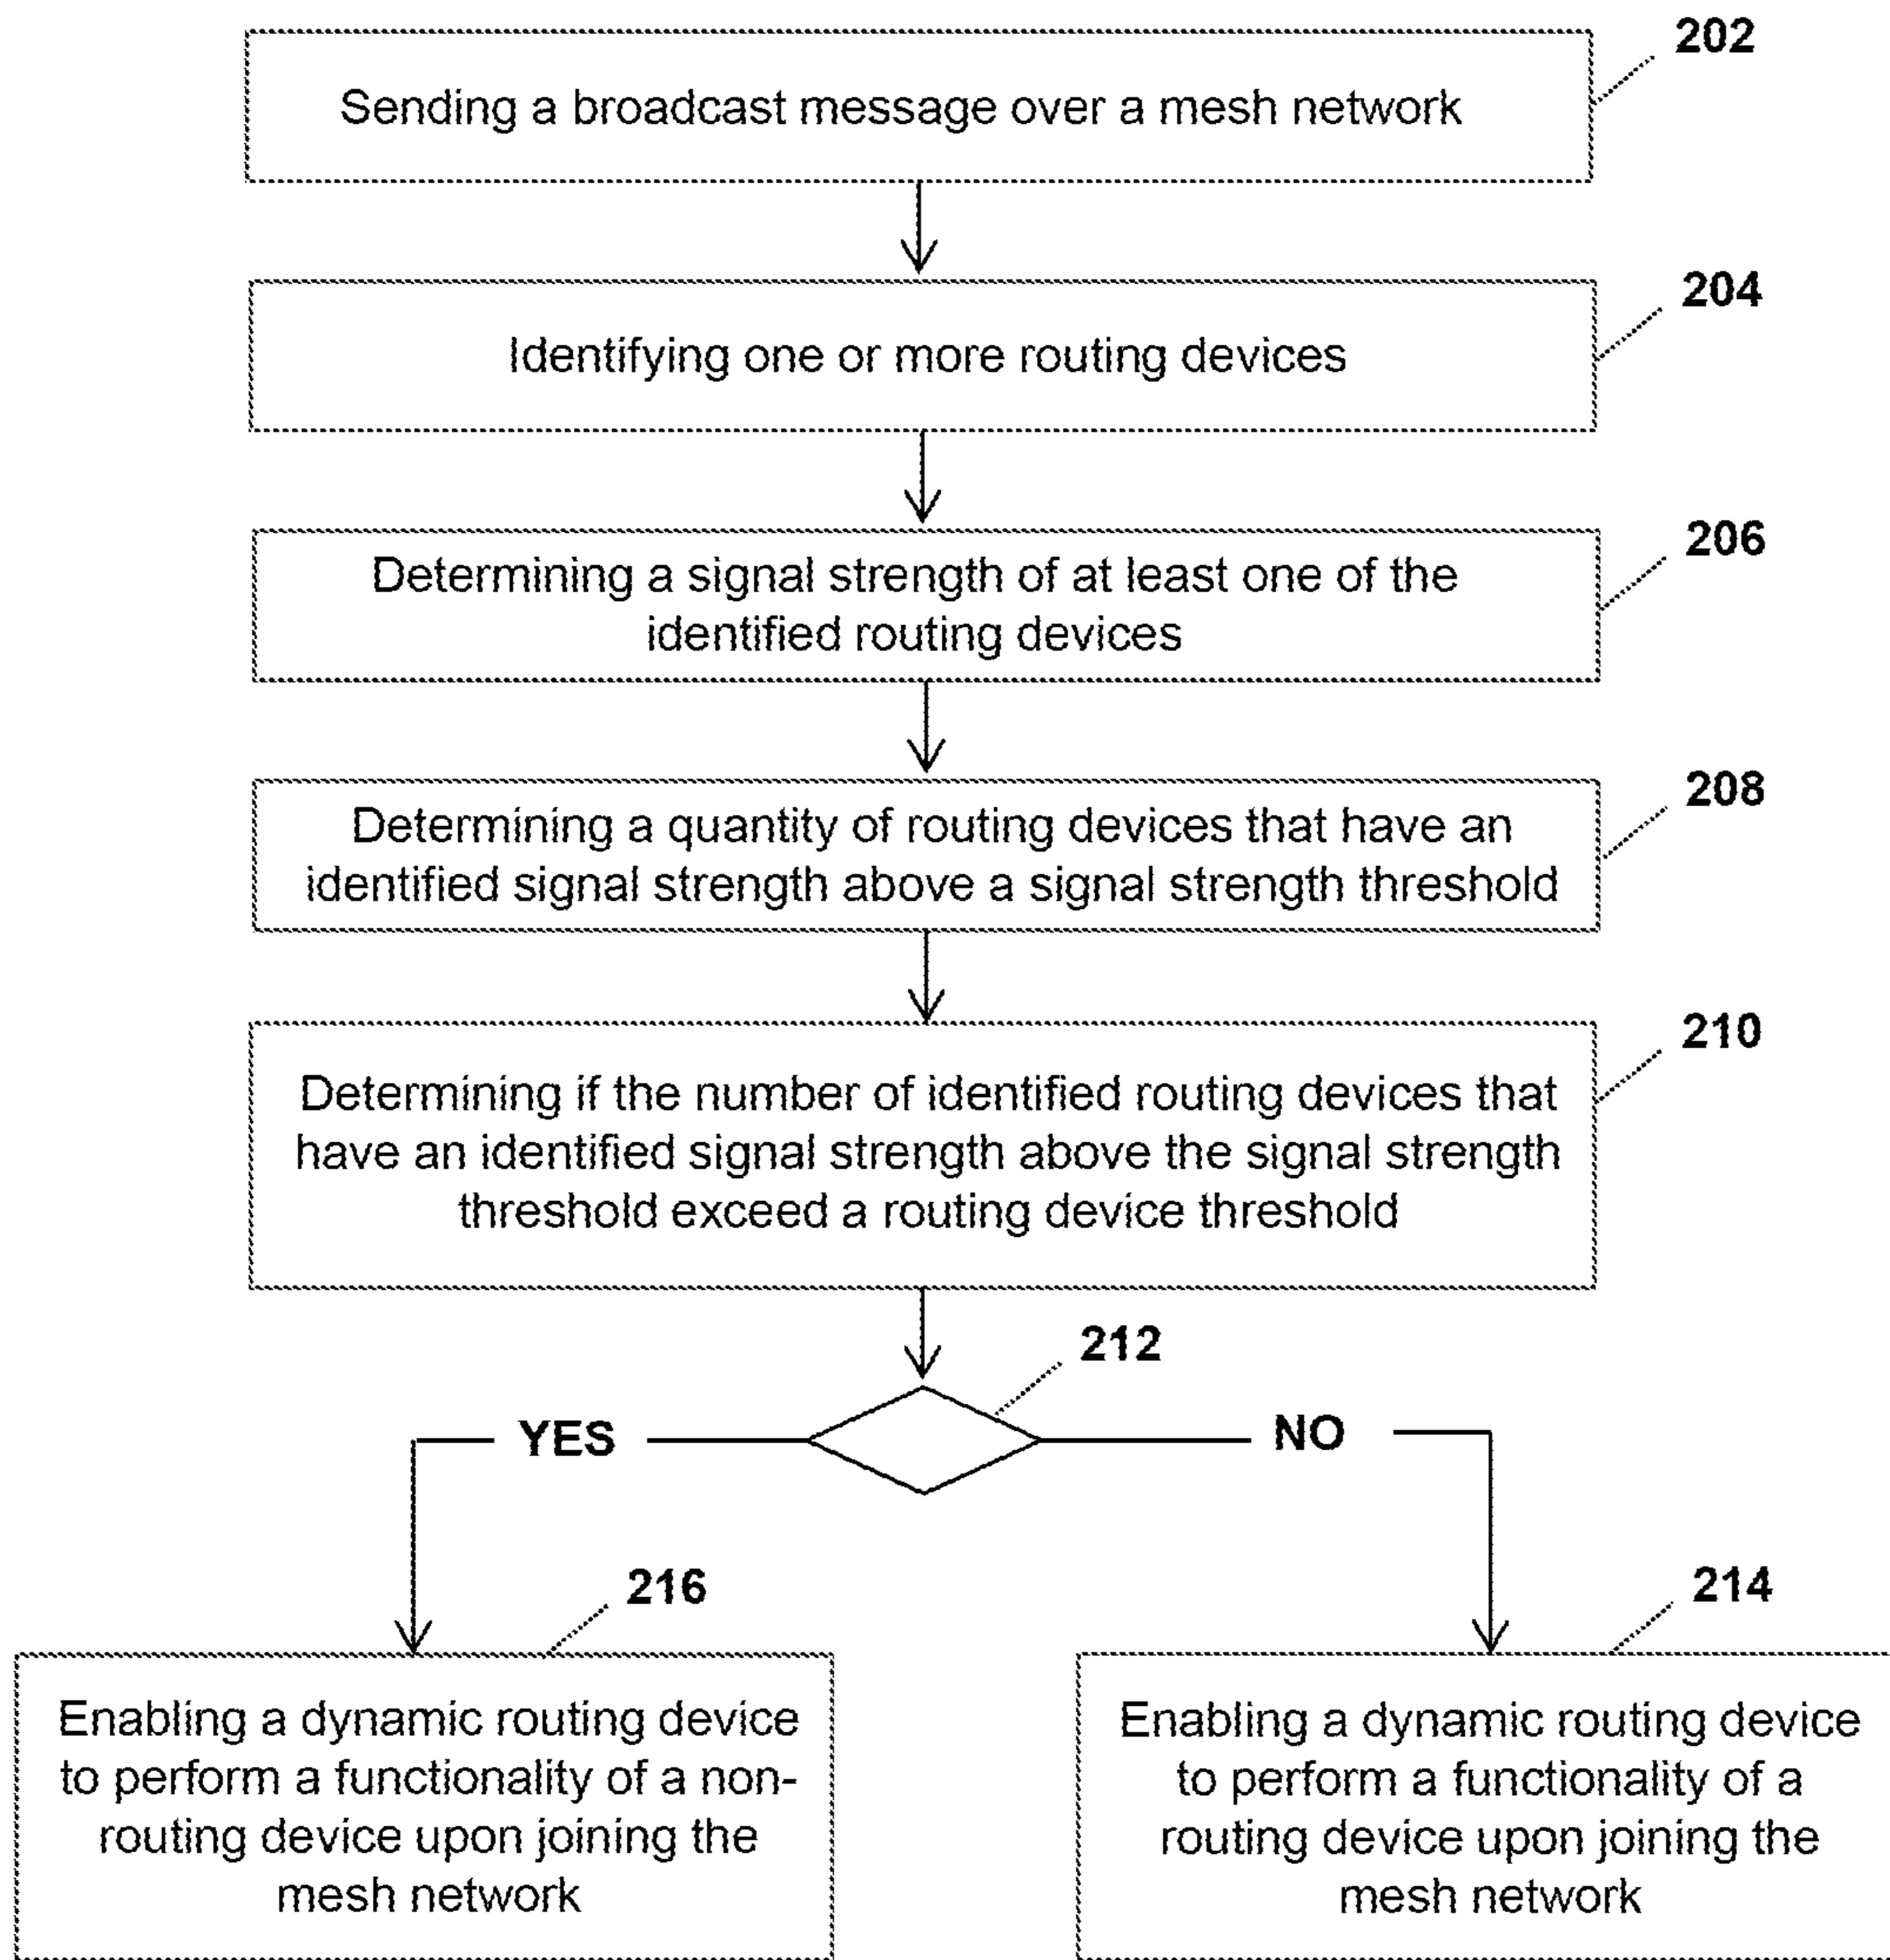 202
Sending a broadcast message over a mesh network
204
Identifying one or more routing devices
206
Determining a signal strength of at least one of the
identified routing devices
208
Determining a quantity of routing devices that have an
identified signal strength above a signal strength threshold
210
Determining if the number of identified routing devices that
have an identified signal strength above the signal strength
threshold exceed a routing device threshold
212
YES
NO
216
214
Enabling a dynamic routing device
to perform a functionality of a non-
routing device upon joining the
mesh network
Enabling a dynamic routing device
to perform a functionality of a
routing device upon joining the
mesh network